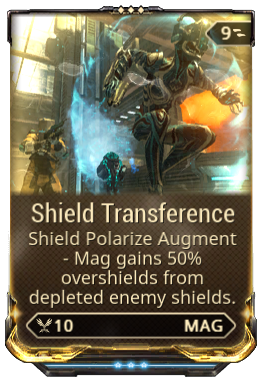 9
Shield Transference
Shield Polarize Augment
- Mag gains 50%
overshields from
depleted enemy shields.
10 MAG